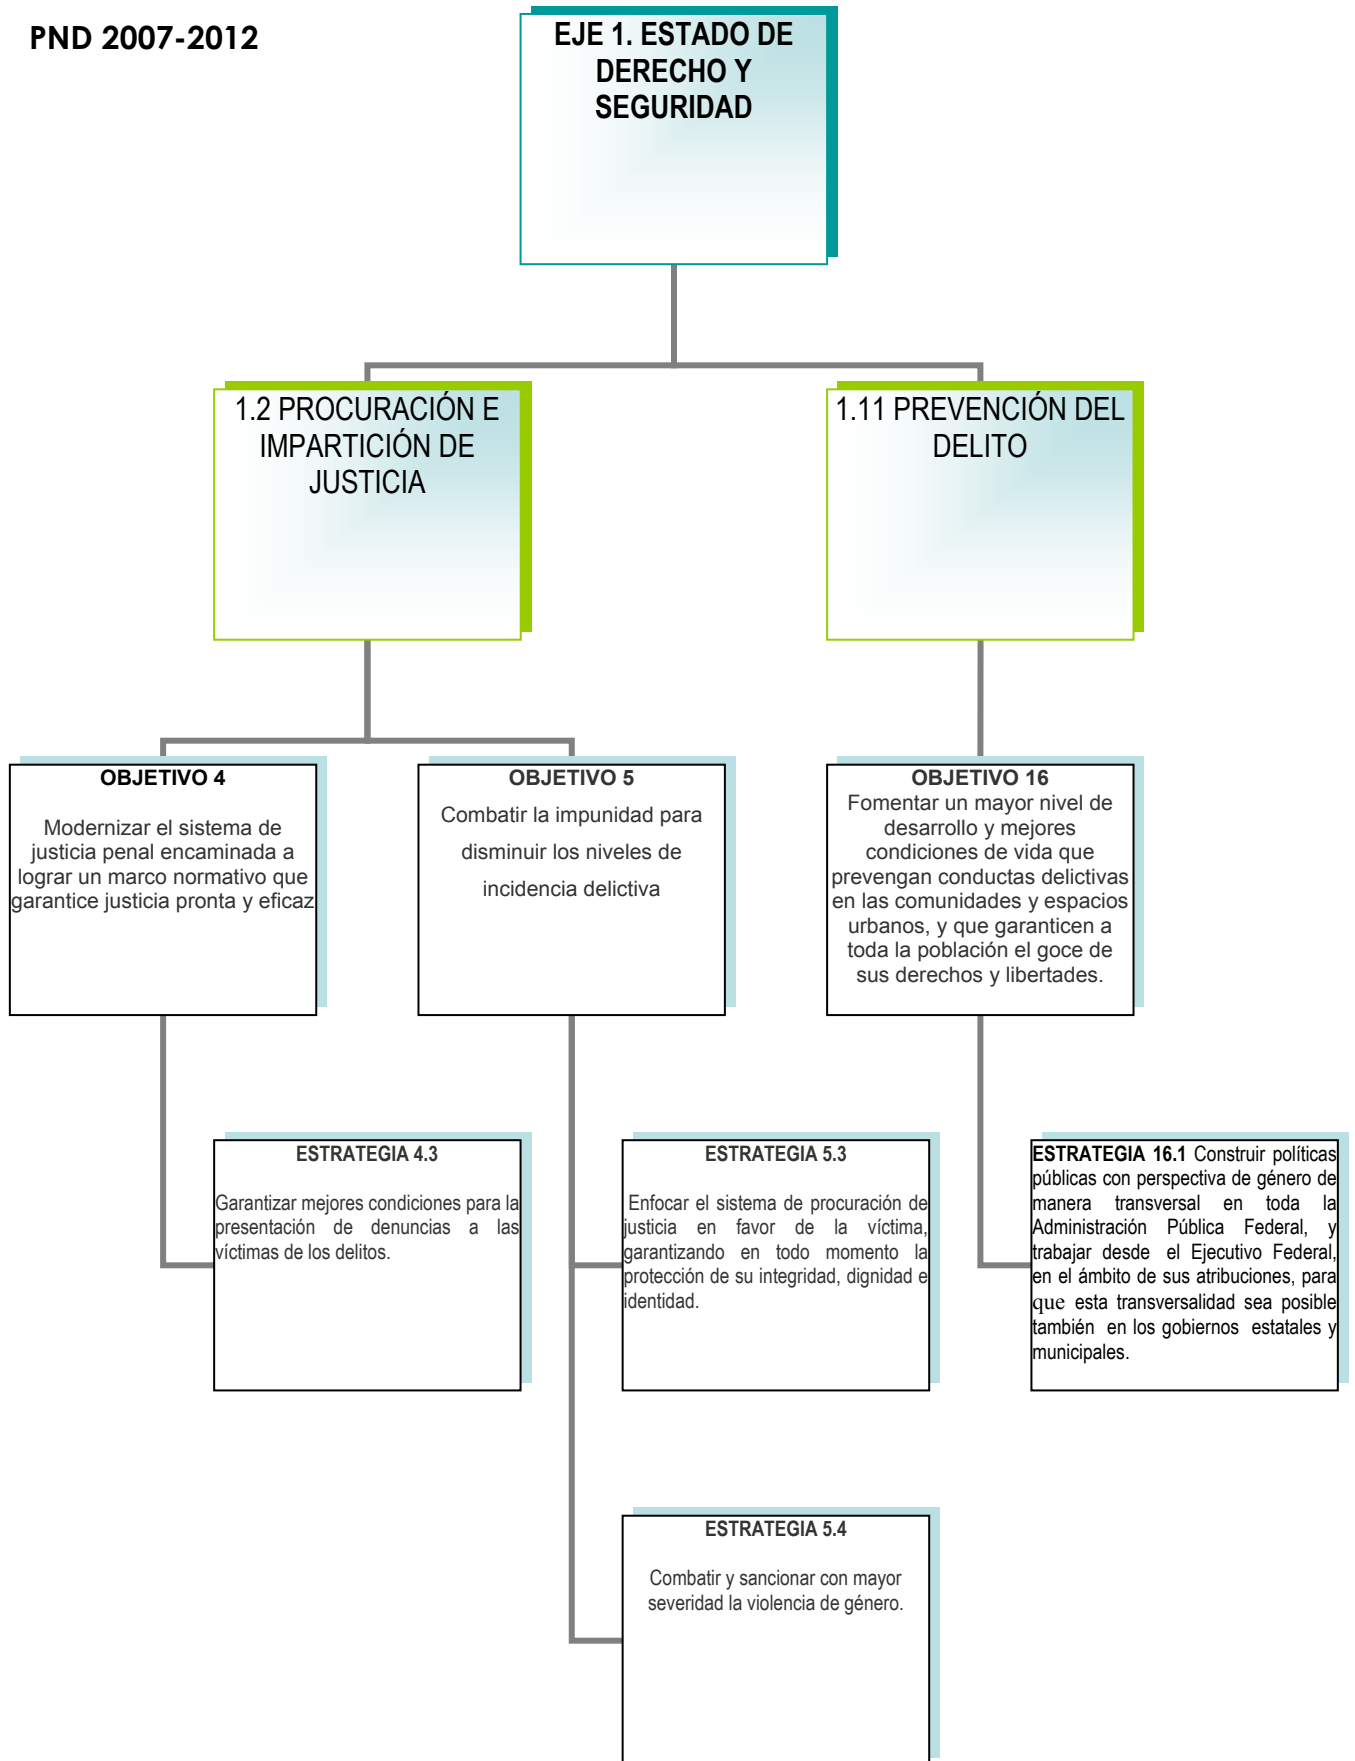 PND 2007-2012
EJE 1. ESTADO DE
DERECHO Y
SEGURIDAD
1.2 PROCURACIÓN E
IMPARTICIÓN DE
JUSTICIA
1.11 PREVENCIÓN DEL
DELITO
OBJETIVO 4
Modernizar el sistema de
justicia penal encaminada a
lograr un marco normativo que
garantice justicia pronta y eficaz
OBJETIVO 5
Combatir la impunidad para
disminuir los niveles de
incidencia delictiva
OBJETIVO 16
Fomentar un mayor nivel de
desarrollo y mejores
condiciones de vida que
prevengan conductas delictivas
en las comunidades y espacios
urbanos, y que garanticen a
toda la población el goce de
sus derechos y libertades.
ESTRATEGIA 4.3
Garantizar mejores condiciones para la
presentación de denuncias a las
víctimas de los delitos.
ESTRATEGIA 5.3
Enfocar el sistema de procuración de
justicia en favor de la víctima,
garantizando en todo momento la
protección de su integridad, dignidad e
identidad.
ESTRATEGIA 16.1 Construir políticas
públicas con perspectiva de género de
manera transversal en toda la
Administración Pública Federal, y
trabajar desde el Ejecutivo Federal,
en el ámbito de sus atribuciones, para
que esta transversalidad sea posible
también en los gobiernos estatales y
municipales.
ESTRATEGIA 5.4
Combatir y sancionar con mayor
severidad la violencia de género.